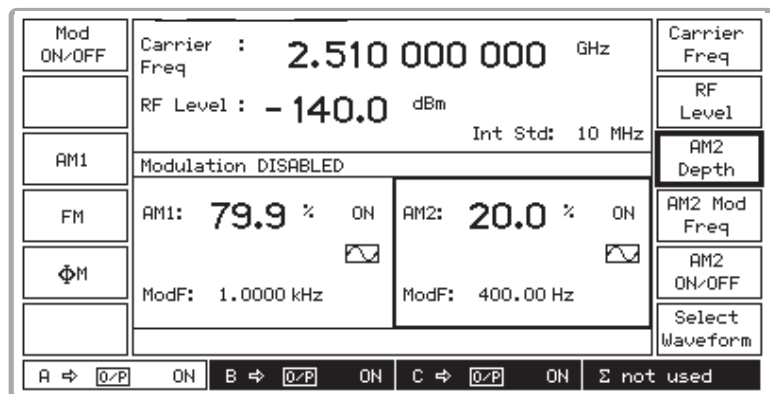 Mod
ON/OFF
AM1
FM
ΦM
Carrier : 2.510 000 000 GHz
Freq
RF Level : - 140.0 dBm
Int Std: 10 MHz
Modulation DISABLED
AM1: 79.9 % ON
ModF: 1.0000 kHz
AM2: 20.0 % ON
ModF: 400.00 Hz
Carrier
Freq
RF
Level
AM2
Depth
AM2 Mod
Freq
AM2
ON/OFF
Select
Waveform
A ⇨ O/P ON B ⇨ O/P ON C ⇨ O/P ON Σ not used